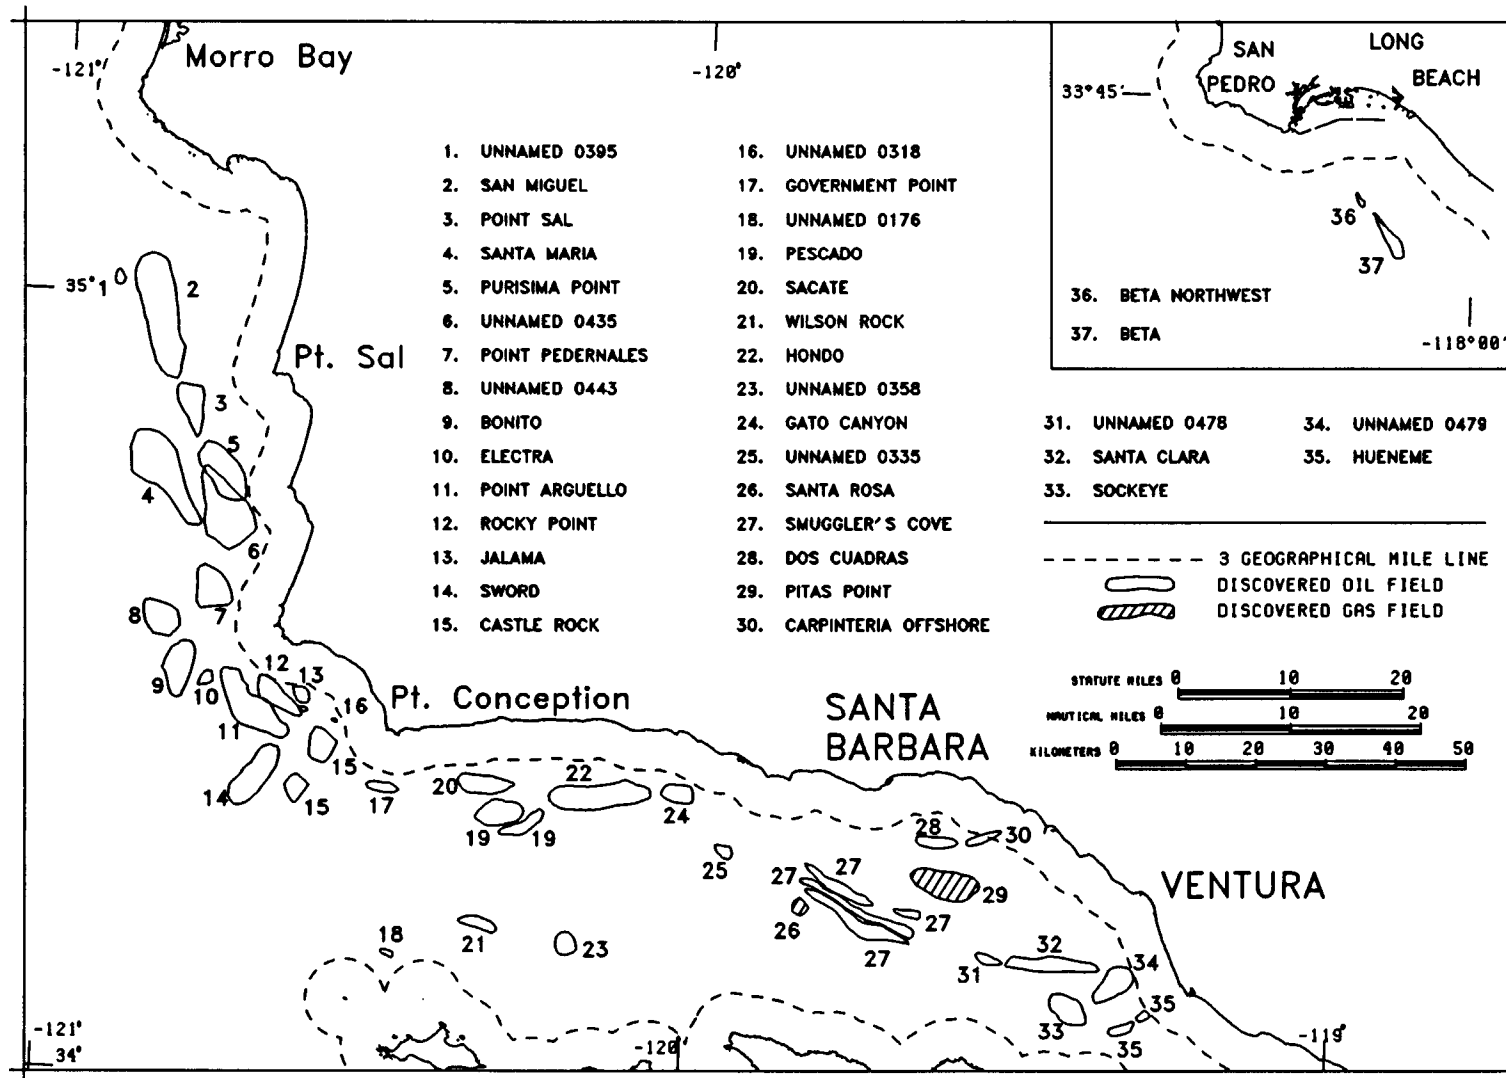 Morro Bay
-121°
-120°
SAN
PEDRO
LONG
BEACH
33°45'
36
37
36. BETA NORTHWEST
37. BETA
-118°00'
1. UNNAMED 0395
2. SAN MIGUEL
3. POINT SAL
4. SANTA MARIA
5. PURISIMA POINT
6. UNNAMED 0435
7. POINT PEDERNALES
8. UNNAMED 0443
9. BONITO
10. ELECTRA
11. POINT ARGUELLO
12. ROCKY POINT
13. JALAMA
14. SWORD
15. CASTLE ROCK
16. UNNAMED 0318
17. GOVERNMENT POINT
18. UNNAMED 0176
19. PESCADO
20. SACATE
21. WILSON ROCK
22. HONDO
23. UNNAMED 0358
24. GATO CANYON
25. UNNAMED 0335
26. SANTA ROSA
27. SMUGGLER'S COVE
28. DOS CUADRAS
29. PITAS POINT
30. CARPINTERIA OFFSHORE
31. UNNAMED 0478
32. SANTA CLARA
33. SOCKEYE
34. UNNAMED 0479
35. HUENEME
3 GEOGRAPHICAL MILE LINE
DISCOVERED OIL FIELD
DISCOVERED GAS FIELD
STATUTE MILES 0 10 20
NAUTICAL MILES 0 10 20
KILOMETERS 0 10 20 30 40 50
35°
1
2
Pt. Sal
3
5
4
6
7
8
9
10
12
13
16
11
15
14
15
17
Pt. Conception
SANTA
BARBARA
VENTURA
20
22
24
19
19
25
28
30
27
27
29
26
27
27
18
21
23
31
32
34
33
35
35
-121°
34°
-120°
-119°